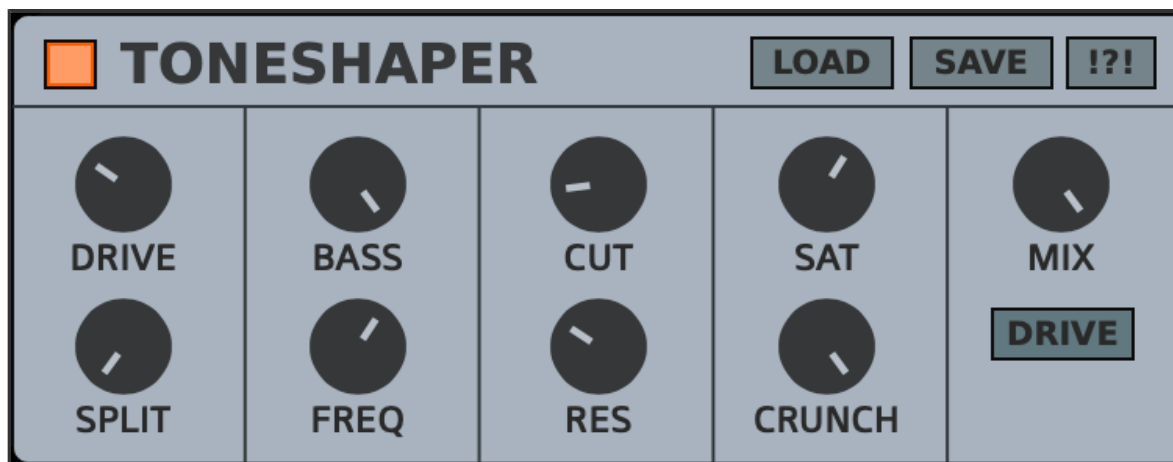 TONESHAPER
LOAD SAVE !?!
DRIVE BASS CUT SAT MIX
DRIVE
SPLIT FREQ RES CRUNCH